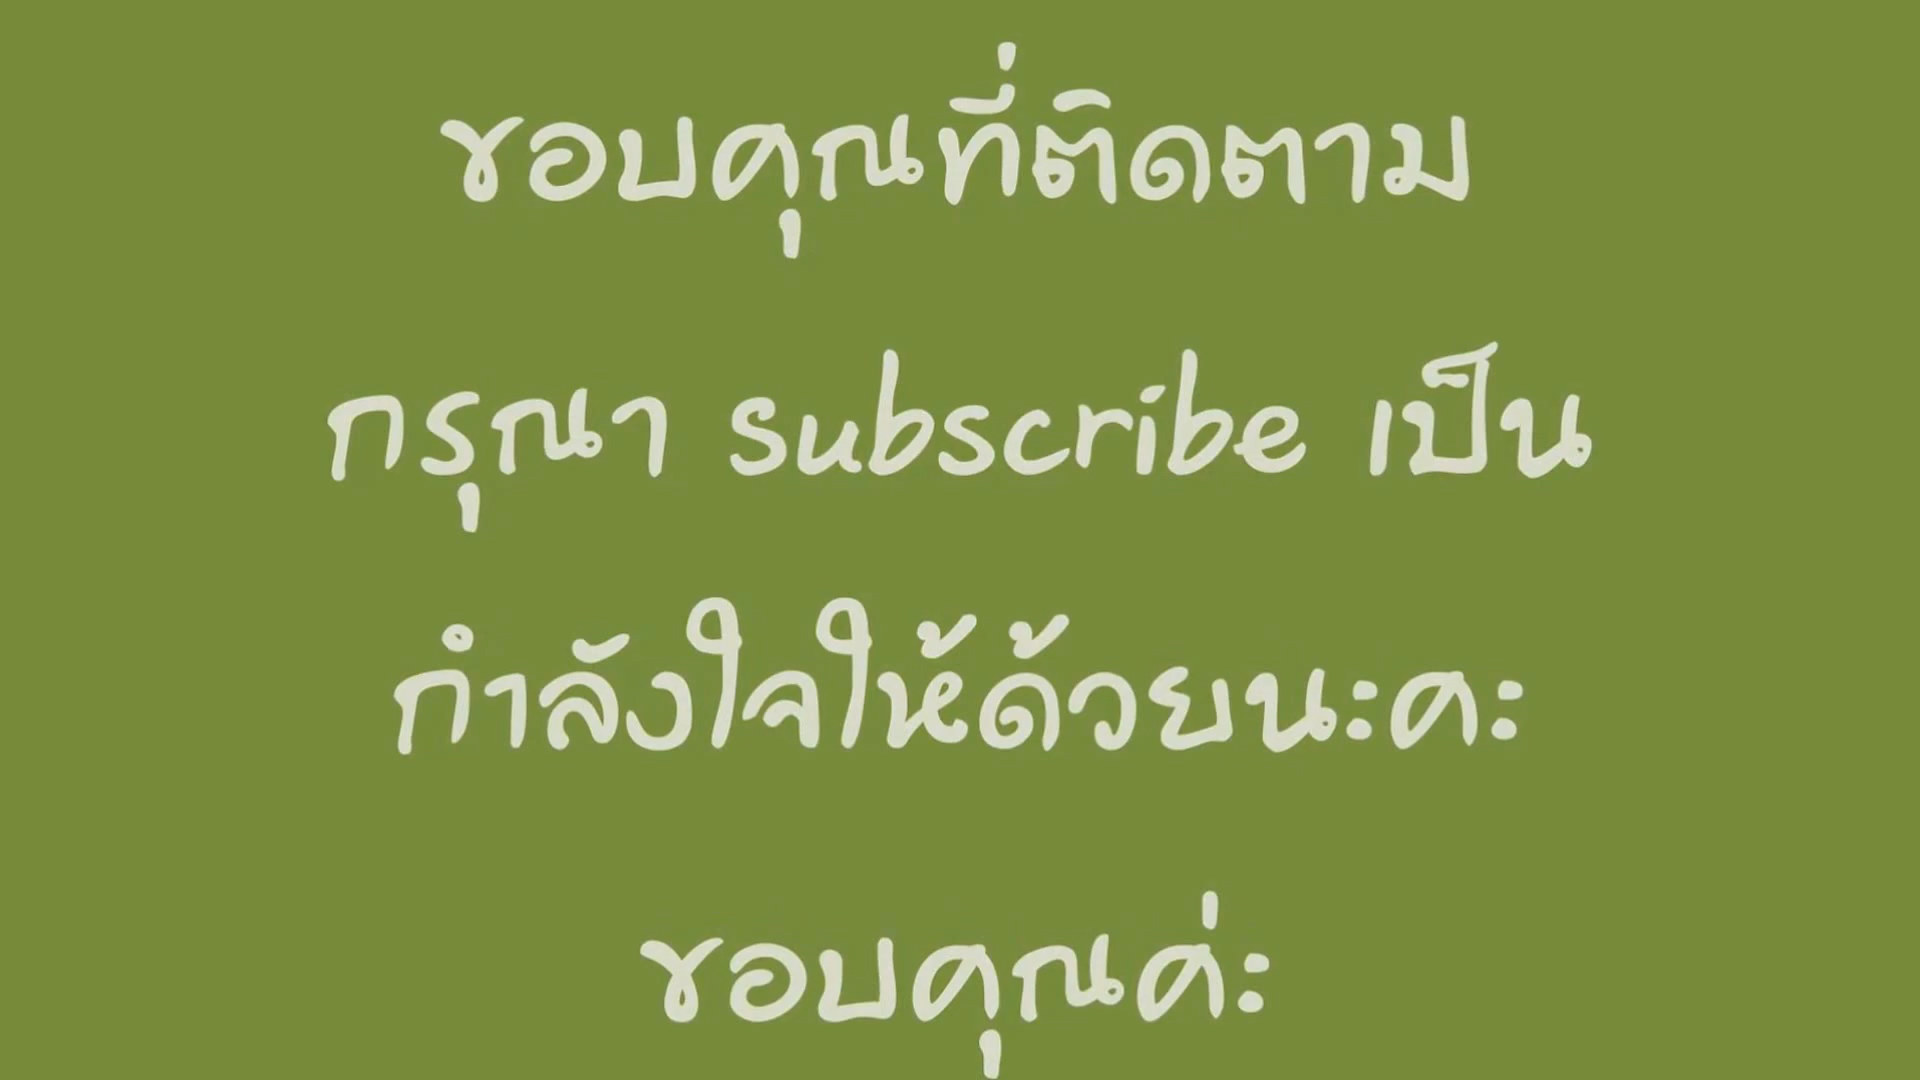 ขอบคุณที่ติดตาม
กรุณา subscribe เป็น
กำลังใจให้ด้วยนะคะ
ขอบคุณค่ะ